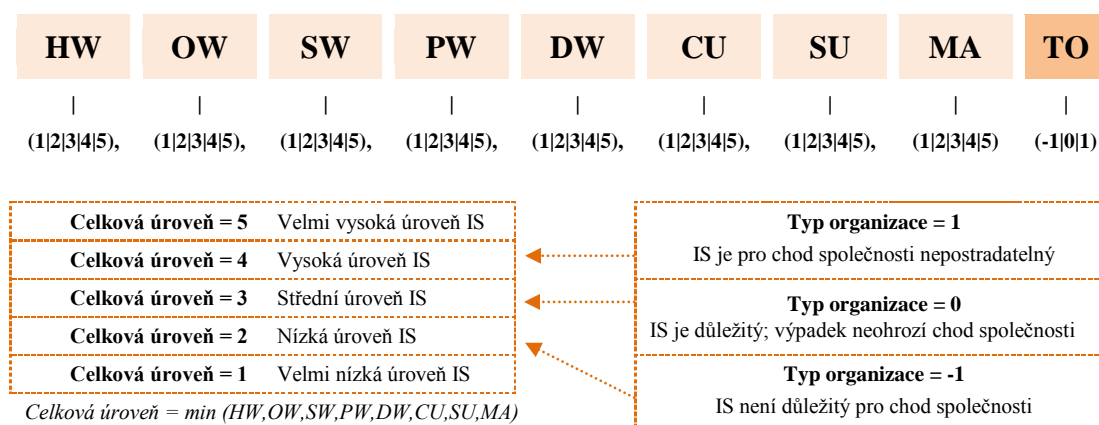 HW OW SW PW DW CU SU MA TO
| | | | | | | | |
(1|2|3|4|5), (1|2|3|4|5), (1|2|3|4|5), (1|2|3|4|5), (1|2|3|4|5), (1|2|3|4|5), (1|2|3|4|5), (1|2|3|4|5) (-1|0|1)
Celková úroveň = 5 Velmi vysoká úroveň IS
Celková úroveň = 4 Vysoká úroveň IS
Celková úroveň = 3 Střední úroveň IS
Celková úroveň = 2 Nízká úroveň IS
Celková úroveň = 1 Velmi nízká úroveň IS
Celková úroveň = min (HW,OW,SW,PW,DW,CU,SU,MA)
Typ organizace = 1
IS je pro chod společnosti nepostradatelný
Typ organizace = 0
IS je důležitý; výpadek neohrozí chod společnosti
Typ organizace = -1
IS není důležitý pro chod společnosti